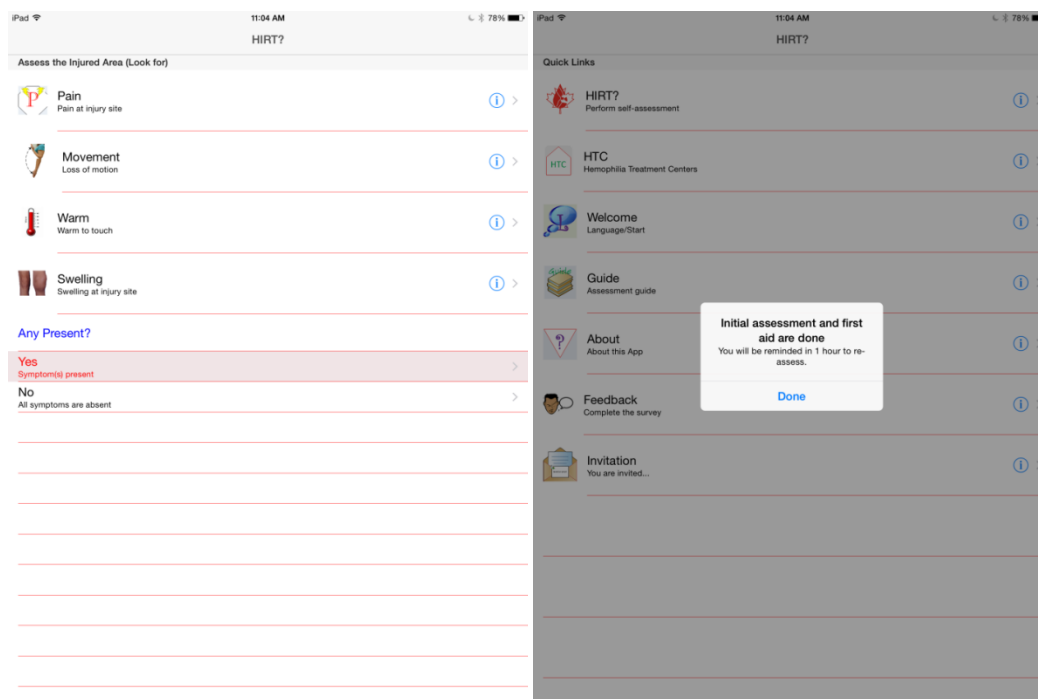 iPad 11:04 AM 78%
HIRT?
Assess the Injured Area (Look for)
P
Pain
Pain at injury site
Movement
Loss of motion
Warm
Warm to touch
Swelling
Swelling at injury site
Any Present?
Yes
Symptom(s) present
No
All symptoms are absent
iPad 11:04 AM 78%
HIRT?
Quick Links
HIRT?
Perform self-assessment
HTC
HTC
Hemophilia Treatment Centers
Welcome
Language/Start
Guide
Guide
Assessment guide
?
About
About this App
Feedback
Complete the survey
Invitation
You are invited...
Initial assessment and first
aid are done
You will be reminded in 1 hour to re-
assess.
Done